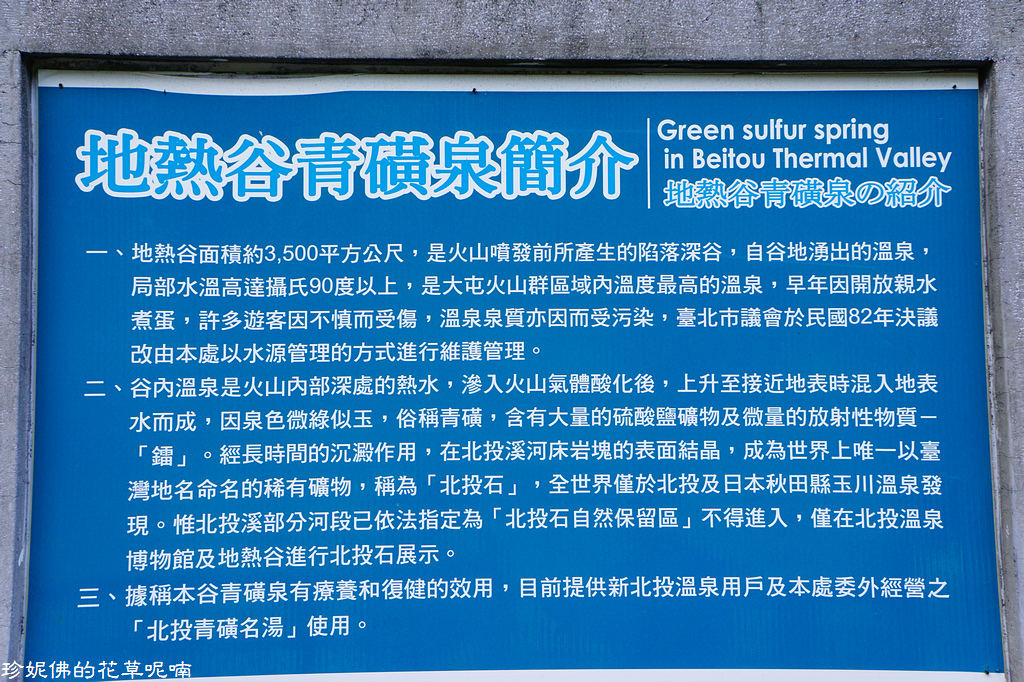 地熱谷青磺泉簡介
Green sulfur spring
in Beitou Thermal Valley
地熱谷青磺泉の紹介
一、地熱谷面積約3,500平方公尺，是火山噴發前所產生的陷落深谷，自谷地湧出的溫泉，
局部水溫高達攝氏90度以上，是大屯火山群區域內溫度最高的溫泉，早年因開放親水
煮蛋，許多遊客因不慎而受傷，溫泉泉質亦因而受污染，臺北市議會於民國82年決議
改由本處以水源管理的方式進行維護管理。
二、谷內溫泉是火山內部深處的熱水，滲入火山氣體酸化後，上升至接近地表時混入地表
水而成，因泉色微綠似玉，俗稱青磺，含有大量的硫酸鹽礦物及微量的放射性物質－
「鐳」。經長時間的沉澱作用，在北投溪河床岩塊的表面結晶，成為世界上唯一以臺
灣地名命名的稀有礦物，稱為「北投石」，全世界僅於北投及日本秋田縣玉川溫泉發
現。惟北投溪部分河段已依法指定為「北投石自然保留區」不得進入，僅在北投溫泉
博物館及地熱谷進行北投石展示。
三、據稱本谷青磺泉有療養和復健的效用，目前提供新北投溫泉用戶及本處委外經營之
「北投青磺名湯」使用。
珍妮佛的花草呢喃